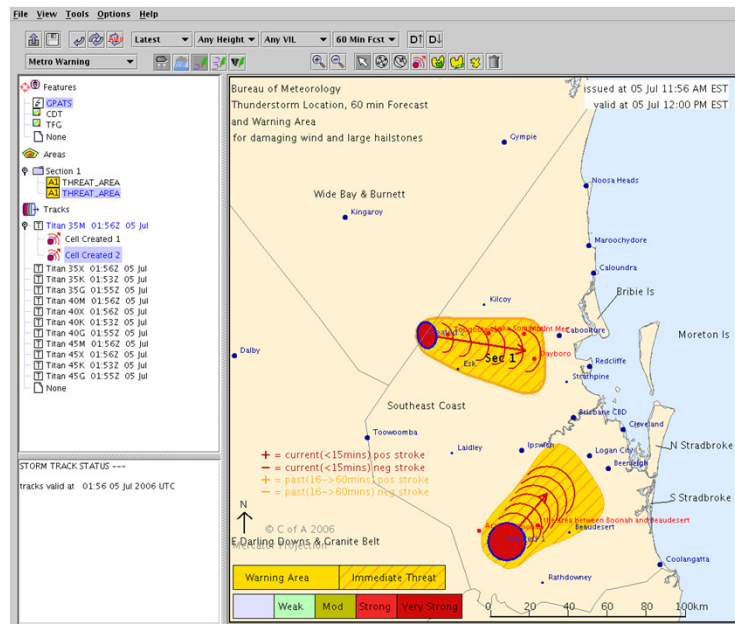 File View Tools Options Help
Latest Any Height Any VIL 60 Min Fcst D↑ D↓
Metro Warning
Features
GPATS
CDT
TFG
None
Areas
Section 1
A1 THREAT_AREA
A1 THREAT_AREA
Tracks
T Titan 35M 01:56Z 05 Jul
Cell Created 1
Cell Created 2
T Titan 35X 01:56Z 05 Jul
T Titan 35K 01:53Z 05 Jul
T Titan 35G 01:55Z 05 Jul
T Titan 40M 01:56Z 05 Jul
T Titan 40X 01:56Z 05 Jul
T Titan 40K 01:53Z 05 Jul
T Titan 40G 01:55Z 05 Jul
T Titan 45M 01:56Z 05 Jul
T Titan 45X 01:56Z 05 Jul
T Titan 45K 01:53Z 05 Jul
T Titan 45G 01:55Z 05 Jul
None
STORM TRACK STATUS ---
tracks valid at 01:56 05 Jul 2006 UTC
Bureau of Meteorology
Thunderstorm Location, 60 min Forecast
and Warning Area
for damaging wind and large hailstones
issued at 05 Jul 11:56 AM EST
valid at 05 Jul 12:00 PM EST
Gympie
Noosa Heads
Wide Bay & Burnett
Kingaroy
Maroochydore
Caloundra
Bribie Is
Kilcoy
Moreton Is
Caboolture
Sec 1
Dalby
Dayboro
Esk
Redcliffe
Strathpine
Southeast Coast
Brisbane CBD
Cleveland
Toowoomba
Laidley
Ipswich
Logan City
N Stradbroke
Beenleigh
+ = current(<15mins) pos stroke
− = current(<15mins) neg stroke
+ = past(16->60mins) pos stroke
− = past(16->60mins) neg stroke
S Stradbroke
N
© C of A 2006
the area between Boonah and Beaudesert
Beaudesert
E Darling Downs & Granite Belt
Mercator Projection
Coolangatta
Rathdowney
Warning Area Immediate Threat
Weak Mod Strong Very Strong
0 20 40 60 80 100km